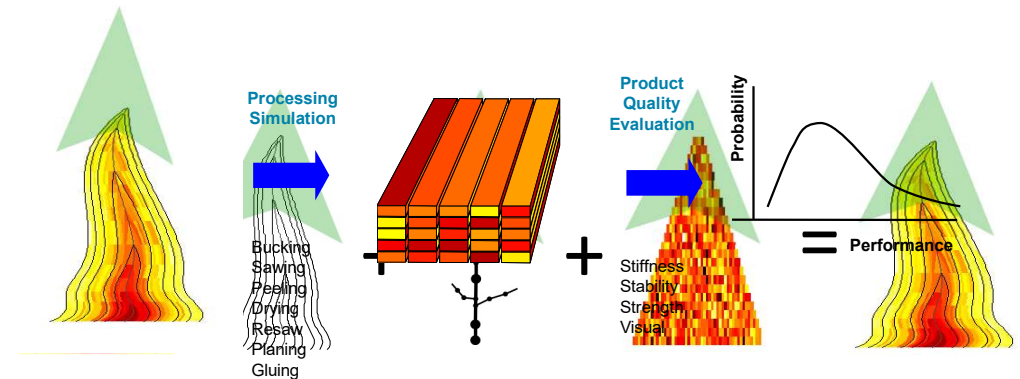 Processing
Simulation
Bucking
Sawing
Peeling
Drying
Resaw
Planing
Gluing
+
+
Product
Quality
Evaluation
Stiffness
Stability
Strength
Visual
Probability
=
Performance